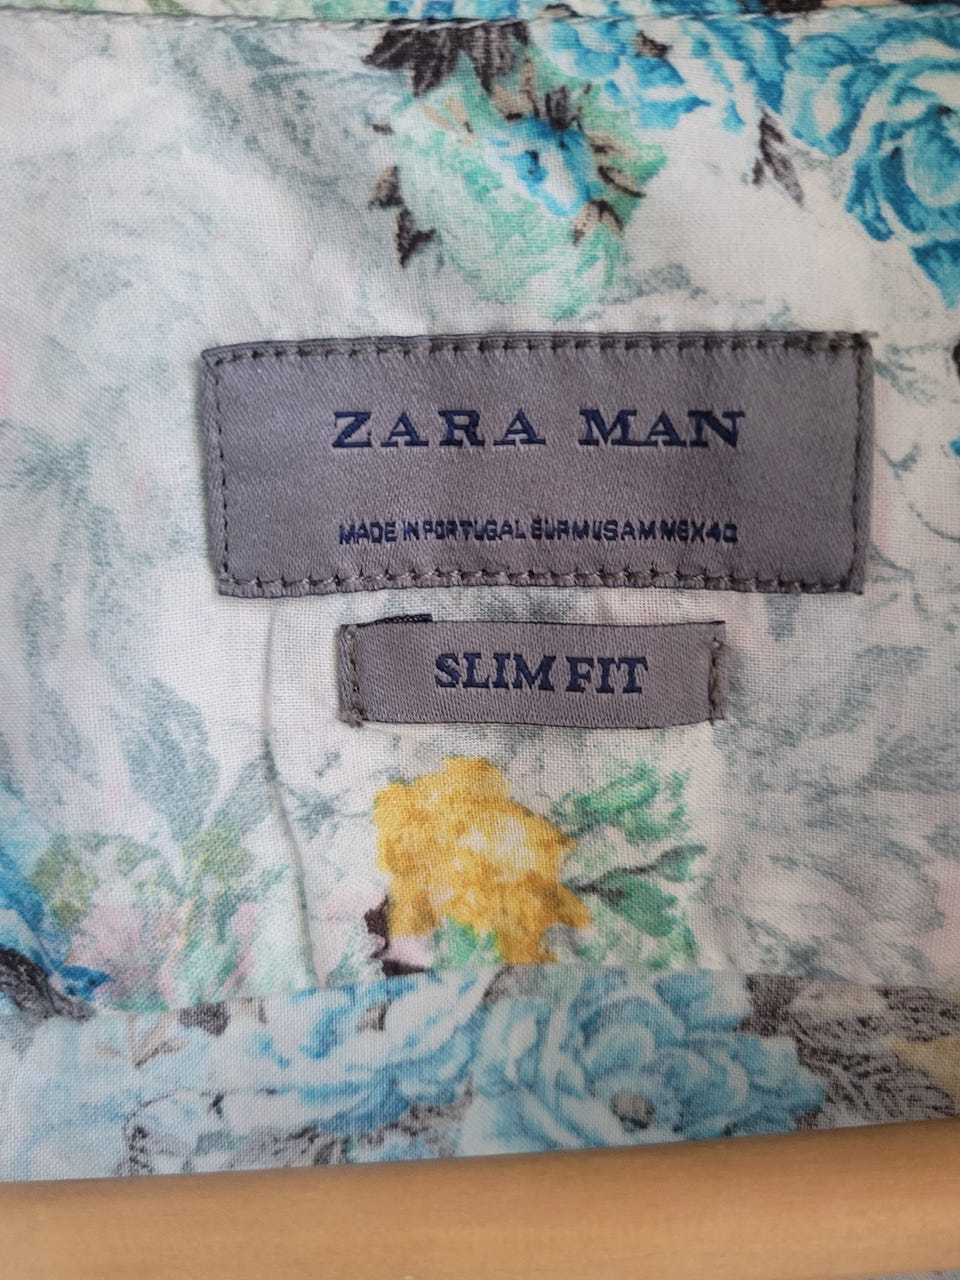 ZARA MAN
MADE IN PORTUGAL EUR M USA M MEX 40
SLIM FIT